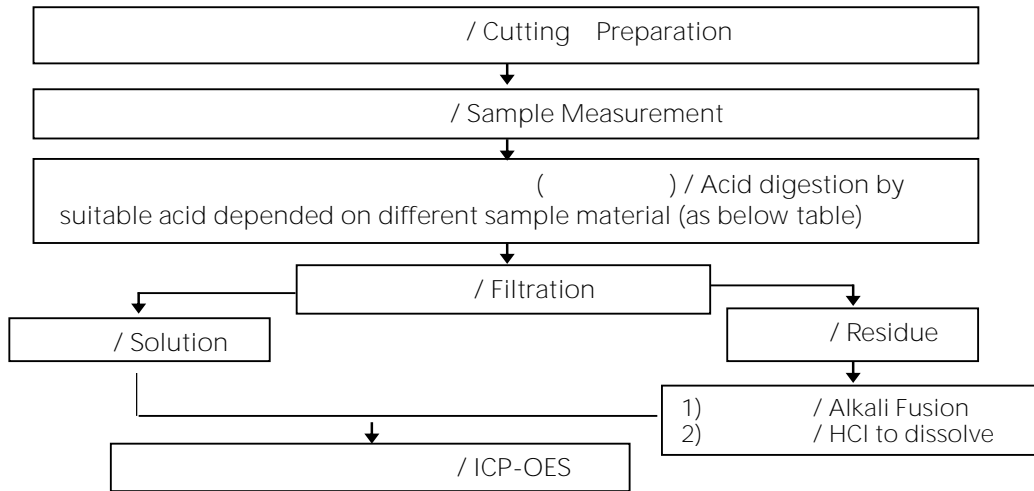 / Cutting Preparation
/ Sample Measurement
( ) / Acid digestion by
suitable acid depended on different sample material (as below table)
/ Filtration
/ Solution
/ Residue
1) / Alkali Fusion
2) / HCl to dissolve
/ ICP-OES